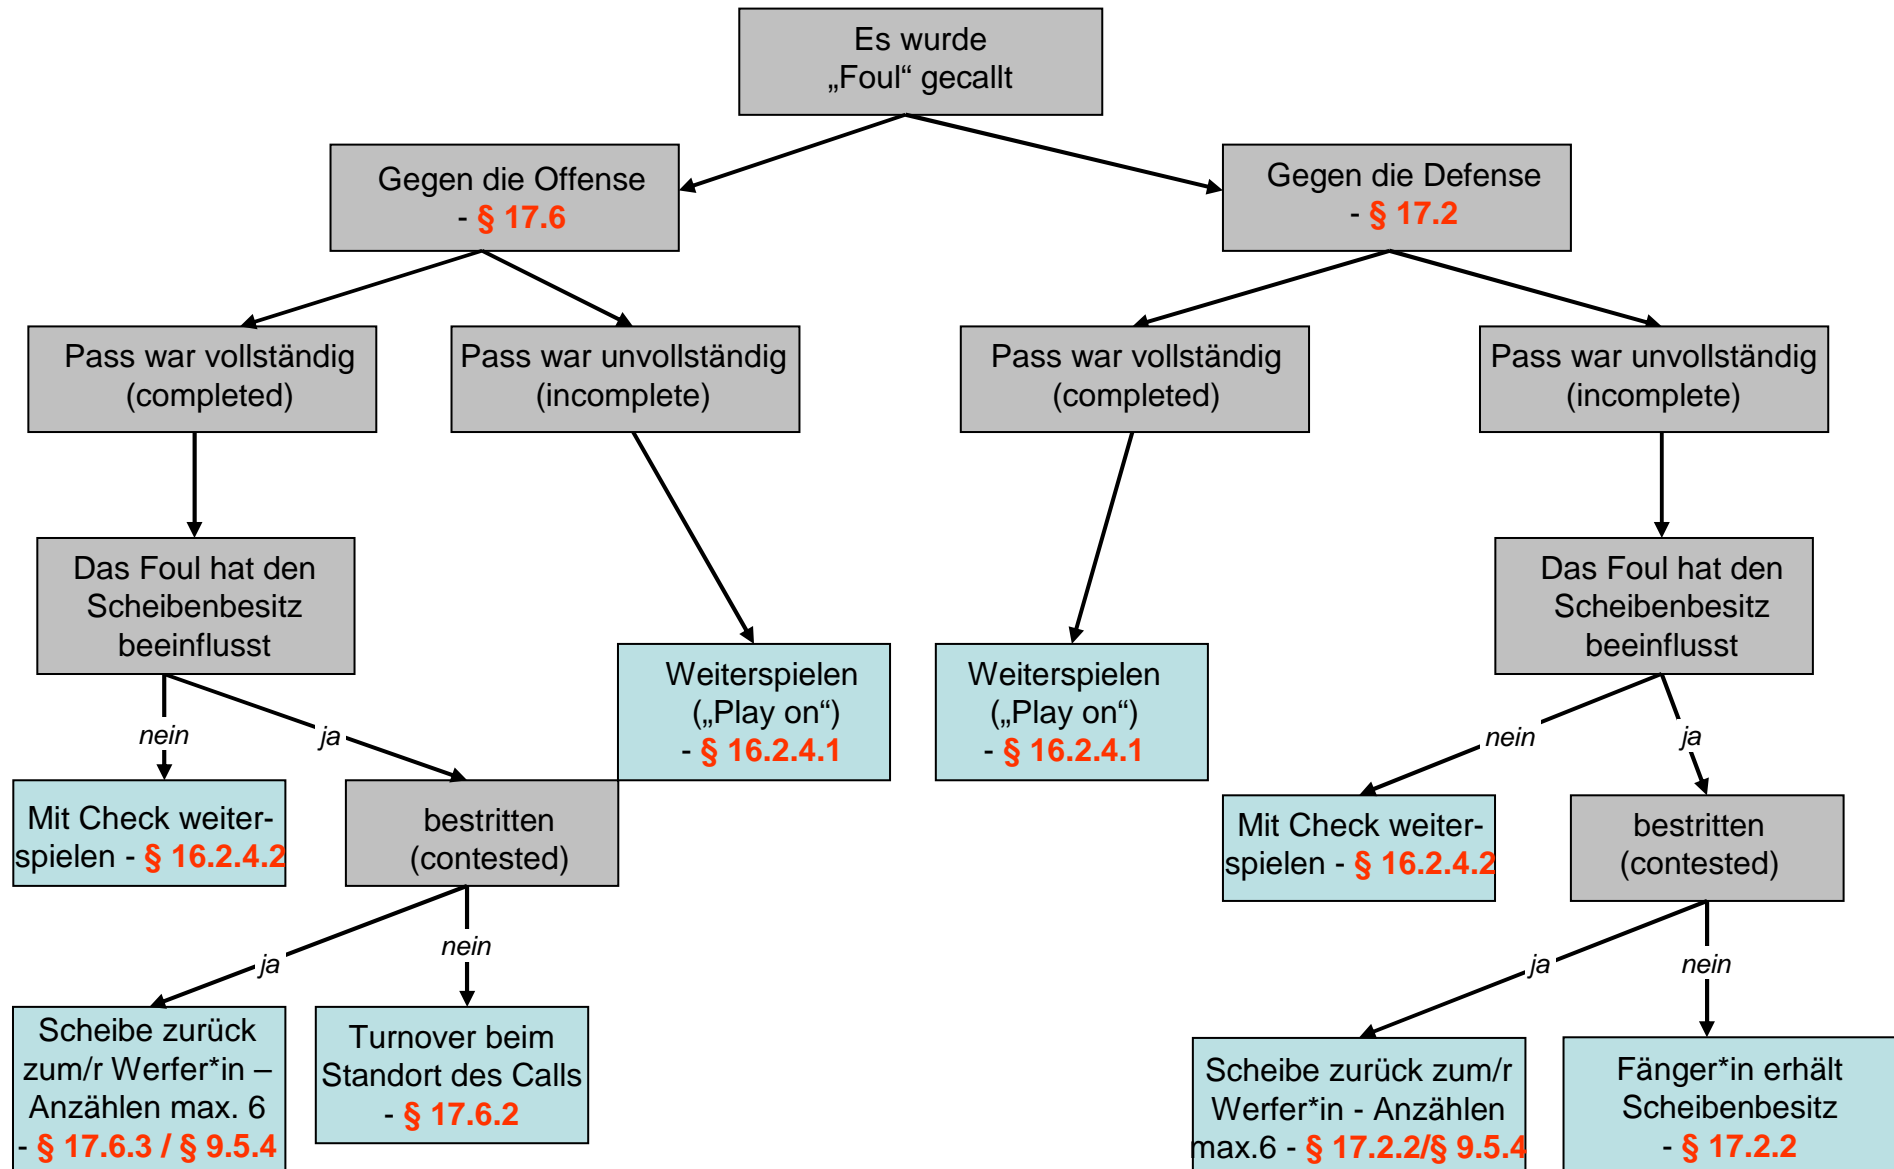 Es wurde
„Foul“ gecallt
Gegen die Offense
- § 17.6
Gegen die Defense
- § 17.2
Pass war vollständig
(completed)
Pass war unvollständig
(incomplete)
Pass war vollständig
(completed)
Pass war unvollständig
(incomplete)
Das Foul hat den
Scheibenbesitz
beeinflusst
Das Foul hat den
Scheibenbesitz
beeinflusst
Weiterspielen
(„Play on“)
- § 16.2.4.1
Weiterspielen
(„Play on“)
- § 16.2.4.1
nein
ja
nein
ja
Mit Check weiter-
spielen - § 16.2.4.2
bestritten
(contested)
Mit Check weiter-
spielen - § 16.2.4.2
bestritten
(contested)
ja
nein
ja
nein
Scheibe zurück
zum/r Werfer*in –
Anzählen max. 6
- § 17.6.3 / § 9.5.4
Turnover beim
Standort des Calls
- § 17.6.2
Scheibe zurück zum/r
Werfer*in - Anzählen
max.6 - § 17.2.2/§ 9.5.4
Fänger*in erhält
Scheibenbesitz
- § 17.2.2